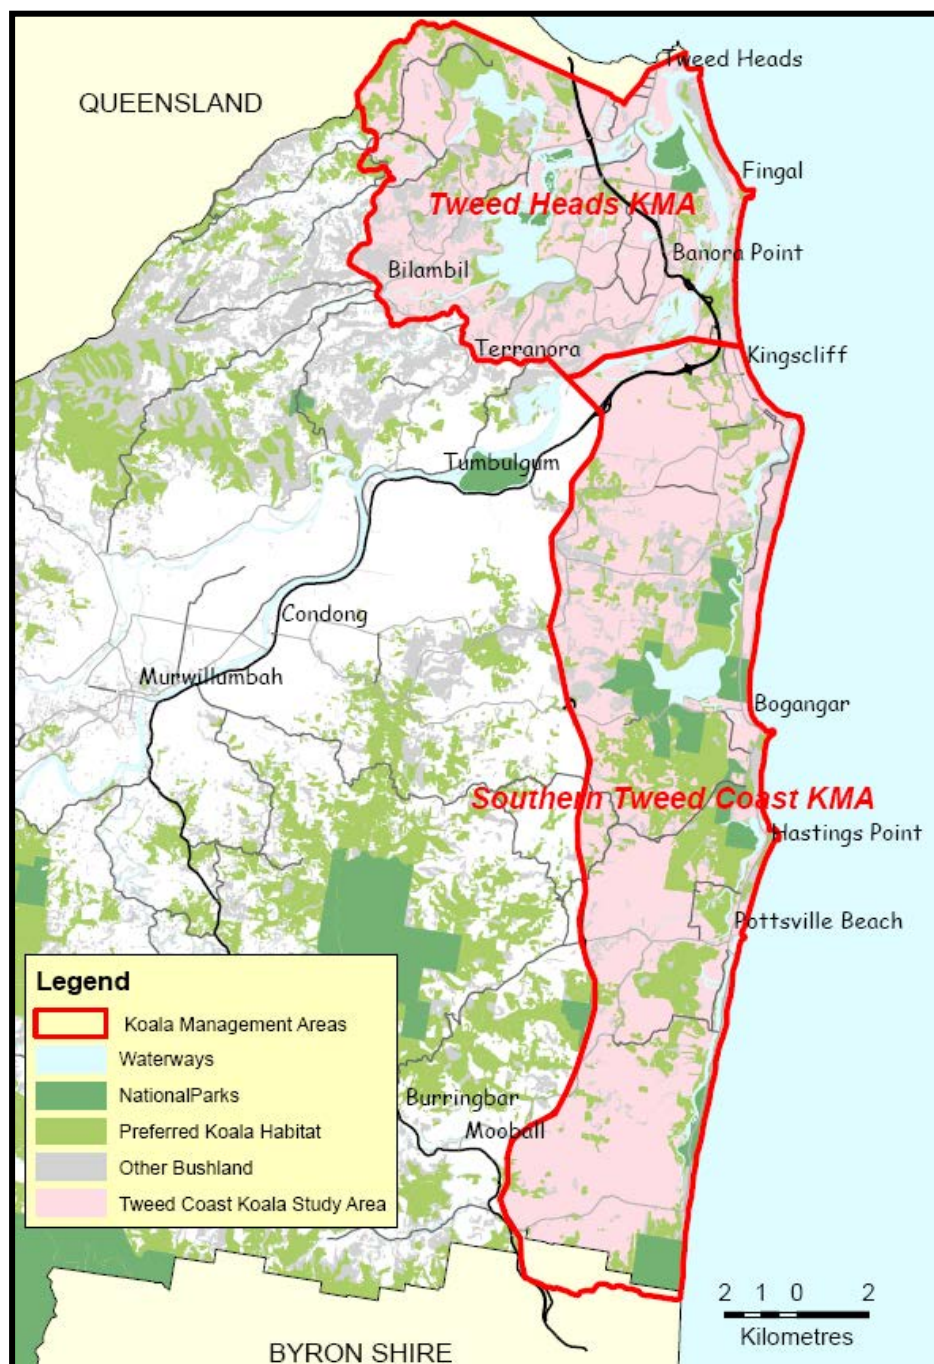 Tweed Heads
QUEENSLAND
Fingal
Tweed Heads KMA
Banora Point
Bilambil
Terranora
Kingscliff
Tumbulgum
Condong
Murwillumbah
Bogangar
Southern Tweed Coast KMA
Hastings Point
Pottsville Beach
Legend
Koala Management Areas
Waterways
NationalParks
Preferred Koala Habitat
Other Bushland
Tweed Coast Koala Study Area
Burringbar
Mooball
2 1 0 2
Kilometres
BYRON SHIRE